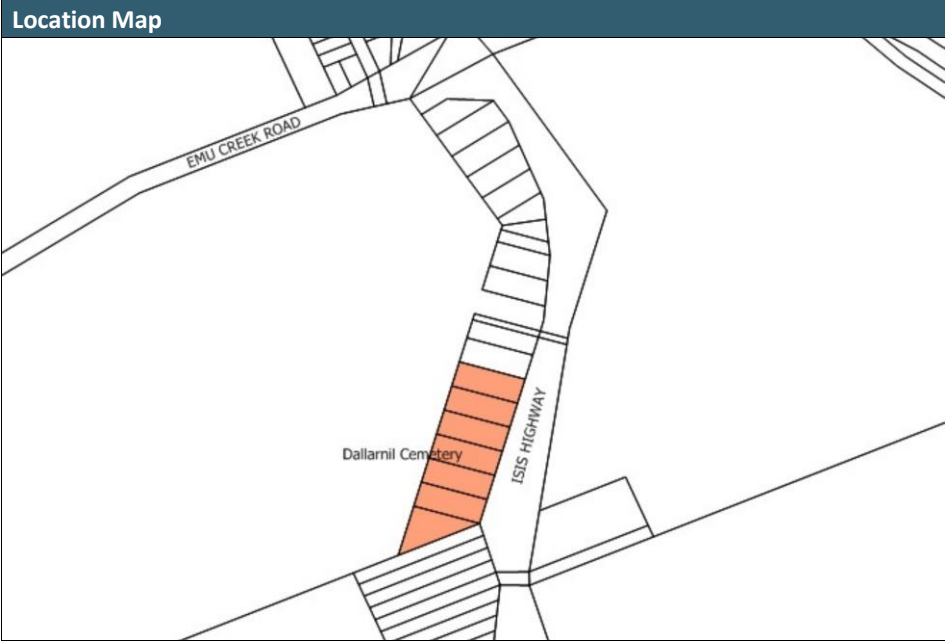 Location Map
EMU CREEK ROAD
Dallarnil Cemetery
ISIS HIGHWAY